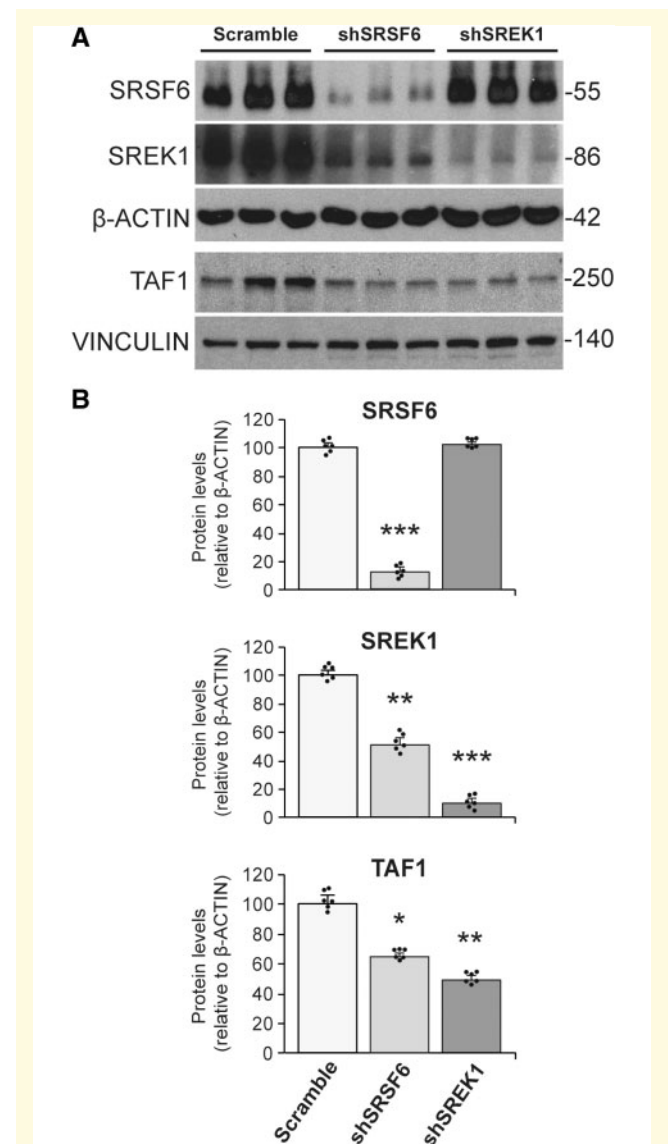 A
Scramble shSRSF6 shSREK1
SRSF6 -55
SREK1 -86
β-ACTIN -42
TAF1 -250
VINCULIN -140
B
SRSF6
Protein levels
(relative to β-ACTIN)
120
100
80
60
40
20
0
***
SREK1
Protein levels
(relative to β-ACTIN)
120
100
80
60
40
20
0
**
***
TAF1
Protein levels
(relative to β-ACTIN)
120
100
80
60
40
20
0
*
**
Scramble
shSRSF6
shSREK1